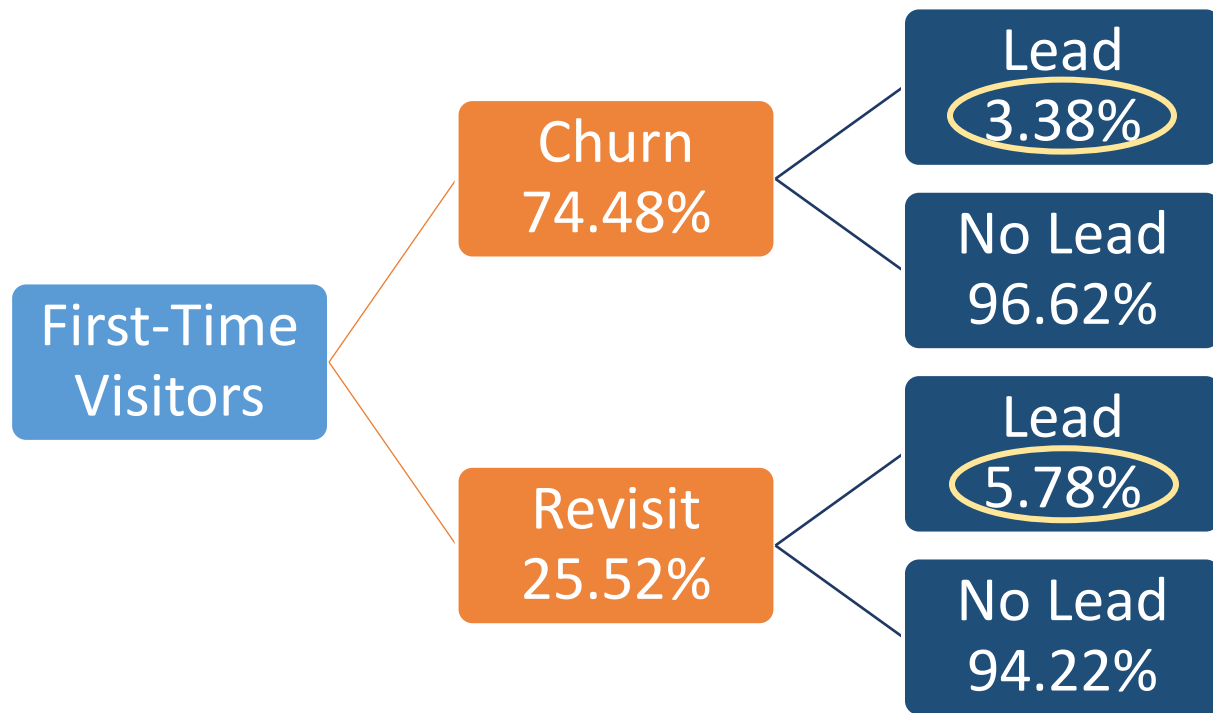 First-Time
Visitors
Churn
74.48%
Revisit
25.52%
Lead
3.38%
No Lead
96.62%
Lead
5.78%
No Lead
94.22%